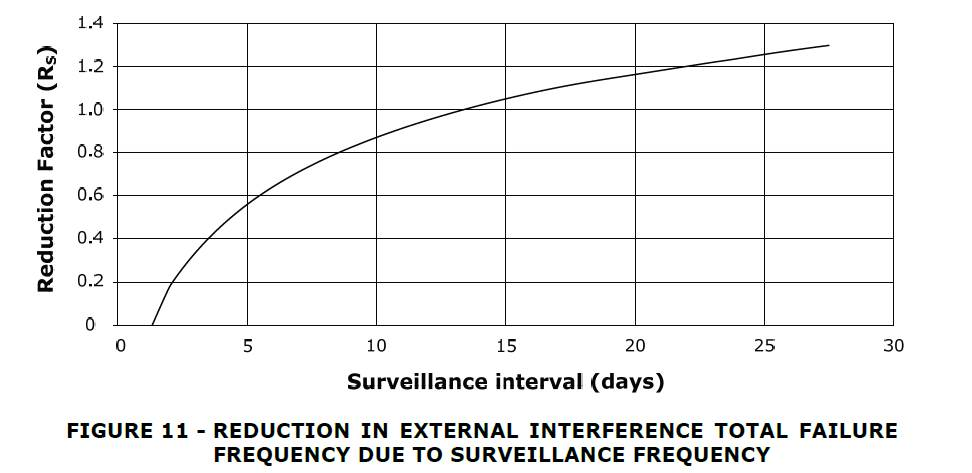 1.4
1.2
1.0
0.8
0.6
0.4
0.2
0
Reduction Factor (Rs)
0 5 10 15 20 25 30
Surveillance interval (days)
FIGURE 11 - REDUCTION IN EXTERNAL INTERFERENCE TOTAL FAILURE
FREQUENCY DUE TO SURVEILLANCE FREQUENCY